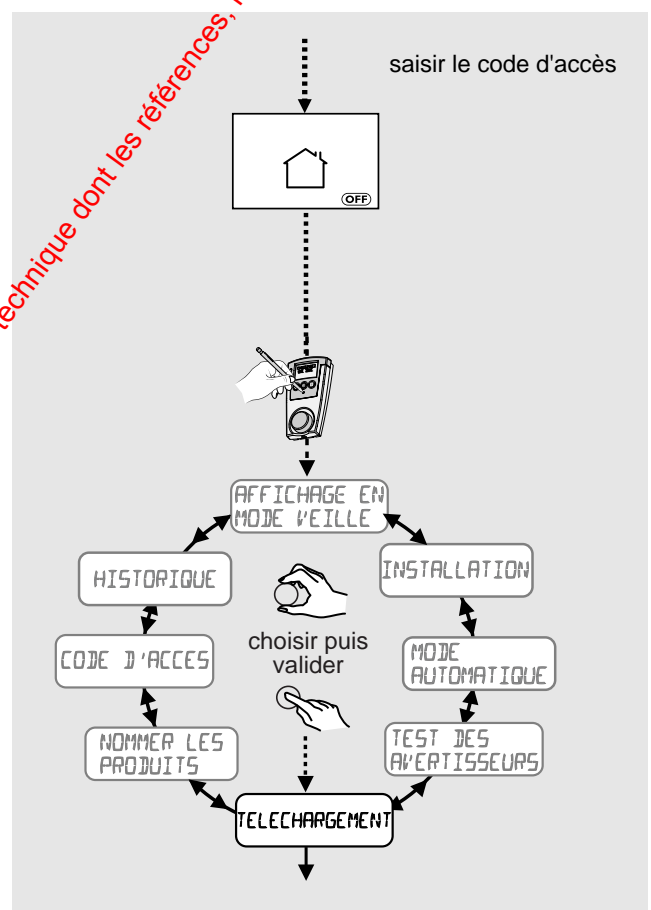 technique dont les références,
saisir le code d'accès
OFF
AFFICHAGE EN
MODE VEILLE
HISTORIQUE
INSTALLATION
CODE D'ACCES
choisir puis
valider
MODE
AUTOMATIQUE
NOMMER LES
PRODUITS
TEST DES
AVERTISSEURS
TELECHARGEMENT